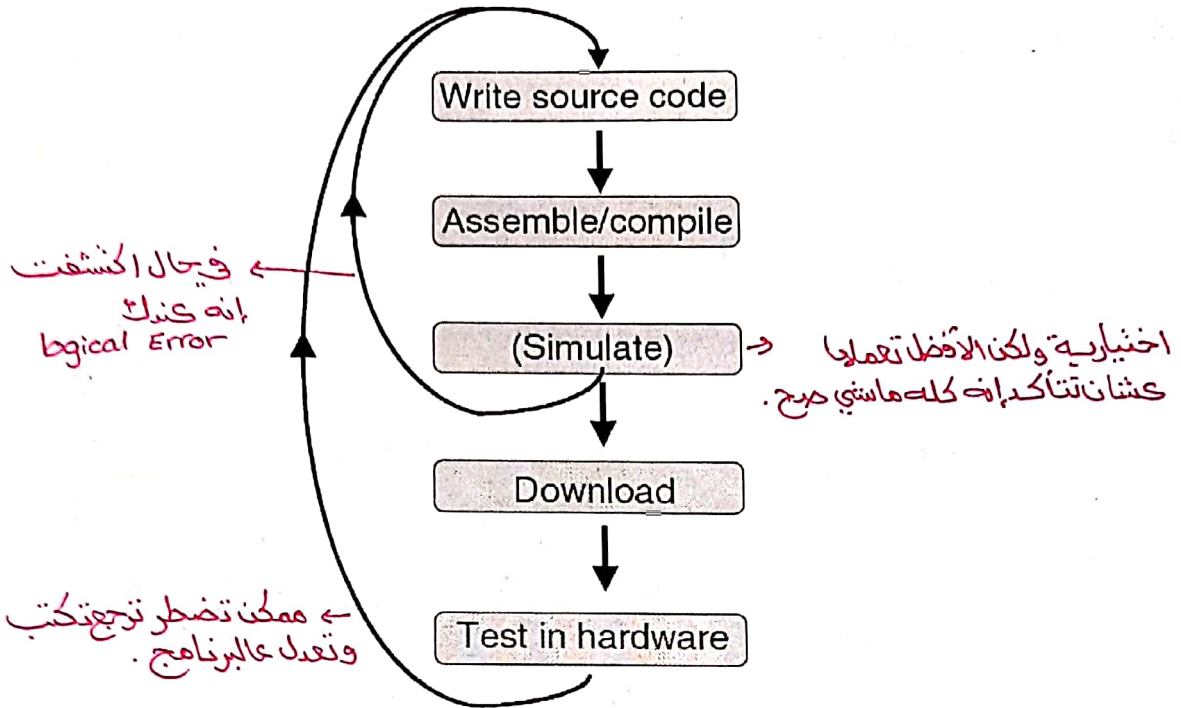 Write source code
Assemble/compile
في حال اكتشفت
إنه عندك
logical Error
(Simulate)
اختيارية ولكن الأفضل تعملها
عشان تتأكد إنه كله ماشي صح.
Download
ممكن تضطر ترجع تكتب
وتعدل عالبرنامج.
Test in hardware